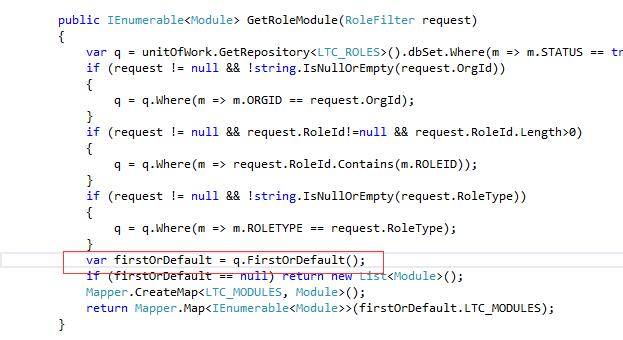 public IEnumerable<Module> GetRoleModule(RoleFilter request)
{
var q = unitOfWork.GetRepository<LTC_ROLES>().dbSet.Where(m => m.STATUS == tr
if (request != null && !string.IsNullOrEmpty(request.OrgId))
{
q = q.Where(m => m.ORGID == request.OrgId);
}
if (request != null && request.RoleId!=null && request.RoleId.Length>0)
{
q = q.Where(m => request.RoleId.Contains(m.ROLEID));
}
if (request != null && !string.IsNullOrEmpty(request.RoleType))
{
q = q.Where(m => m.ROLETYPE == request.RoleType);
}
var firstOrDefault = q.FirstOrDefault();
if (firstOrDefault == null) return new List<Module>();
Mapper.CreateMap<LTC_MODULES, Module>();
return Mapper.Map<IEnumerable<Module>>(firstOrDefault.LTC_MODULES);
}